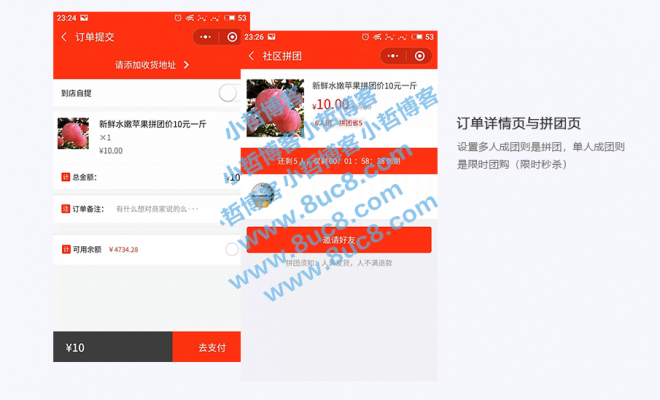 23:24
53
订单提交
请添加收货地址
到店自提
新鲜水嫩苹果拼团价10元一斤
×1
¥10.00
计 总金额:
¥10
注 订单备注: 有什么想对商家说的么···
计 可用余额 ¥4734.28
¥10
去支付
23:26
53
社区拼团
新鲜水嫩苹果拼团价10元一斤
¥10.00
拼团省5
还剩5人
00:01:58:38
邀请好友
拼团须知:人满发货,人不满退款
订单详情页与拼团页
设置多人成团则是拼团,单人成团则
是限时团购(限时秒杀)
小哲博客 小哲博客
小哲博客 小哲博客
www.8uc8.com
www.8uc8.com